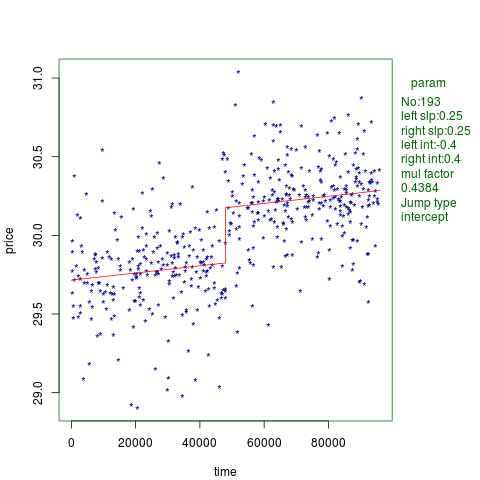 param
No:193
left slp:0.25
right slp:0.25
left int:-0.4
right int:0.4
mul factor
0.4384
Jump type
intercept
31.0
30.5
30.0
29.5
29.0
price
0
20000
40000
60000
80000
time